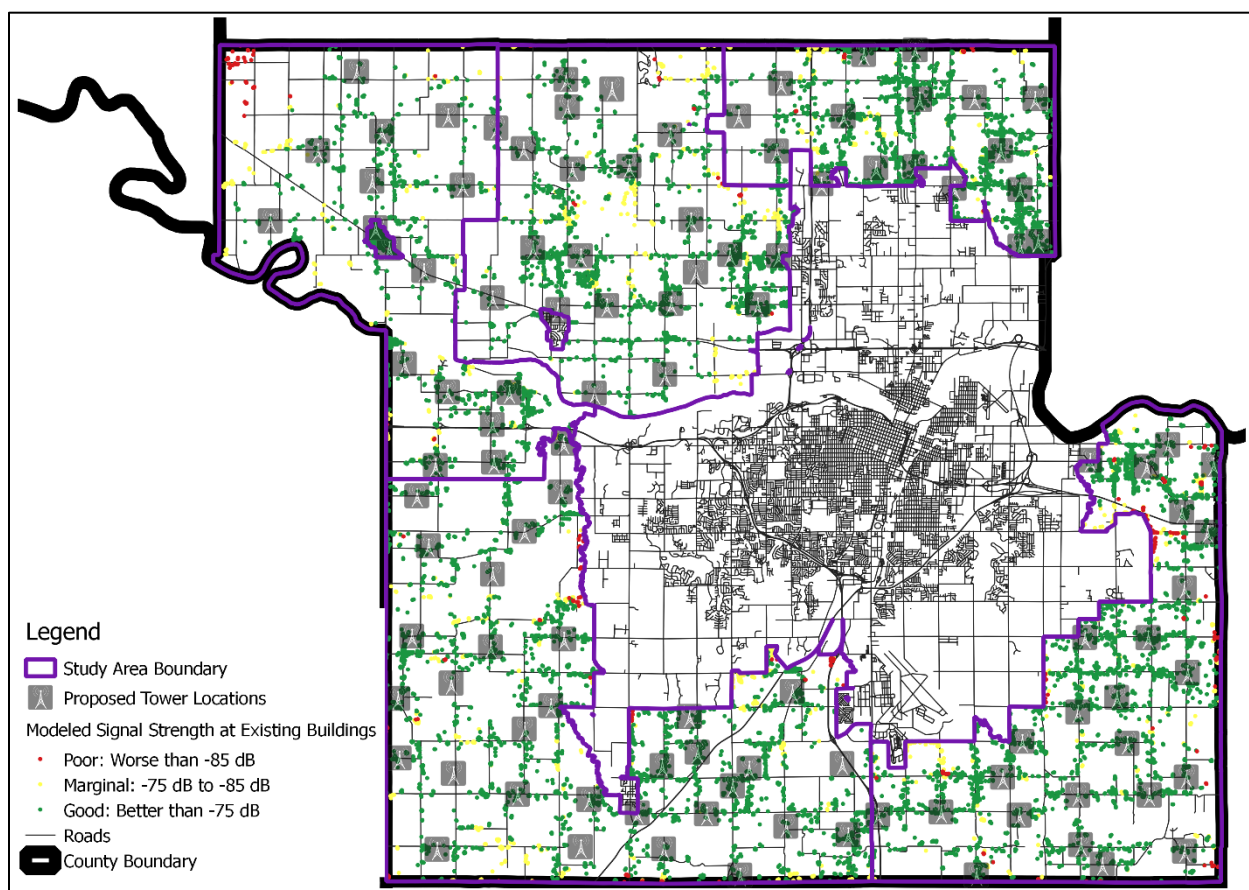 Legend
Study Area Boundary
Proposed Tower Locations
Modeled Signal Strength at Existing Buildings
Poor: Worse than -85 dB
Marginal: -75 dB to -85 dB
Good: Better than -75 dB
Roads
County Boundary